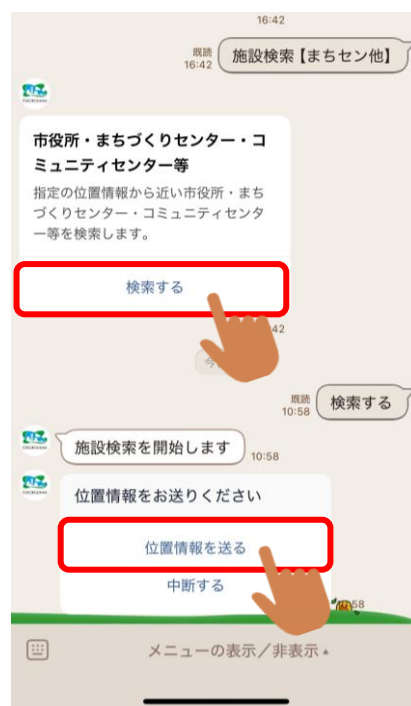 16:42
既読
16:42
施設検索【まちセン他】
市役所・まちづくりセンター・コ
ミュニティセンター等
指定の位置情報から近い市役所・まち
づくりセンター・コミュニティセンタ
ー等を検索します。
検索する
42
既読
10:58
検索する
施設検索を開始します
10:58
位置情報をお送りください
位置情報を送る
中断する
58
メニューの表示/非表示▲